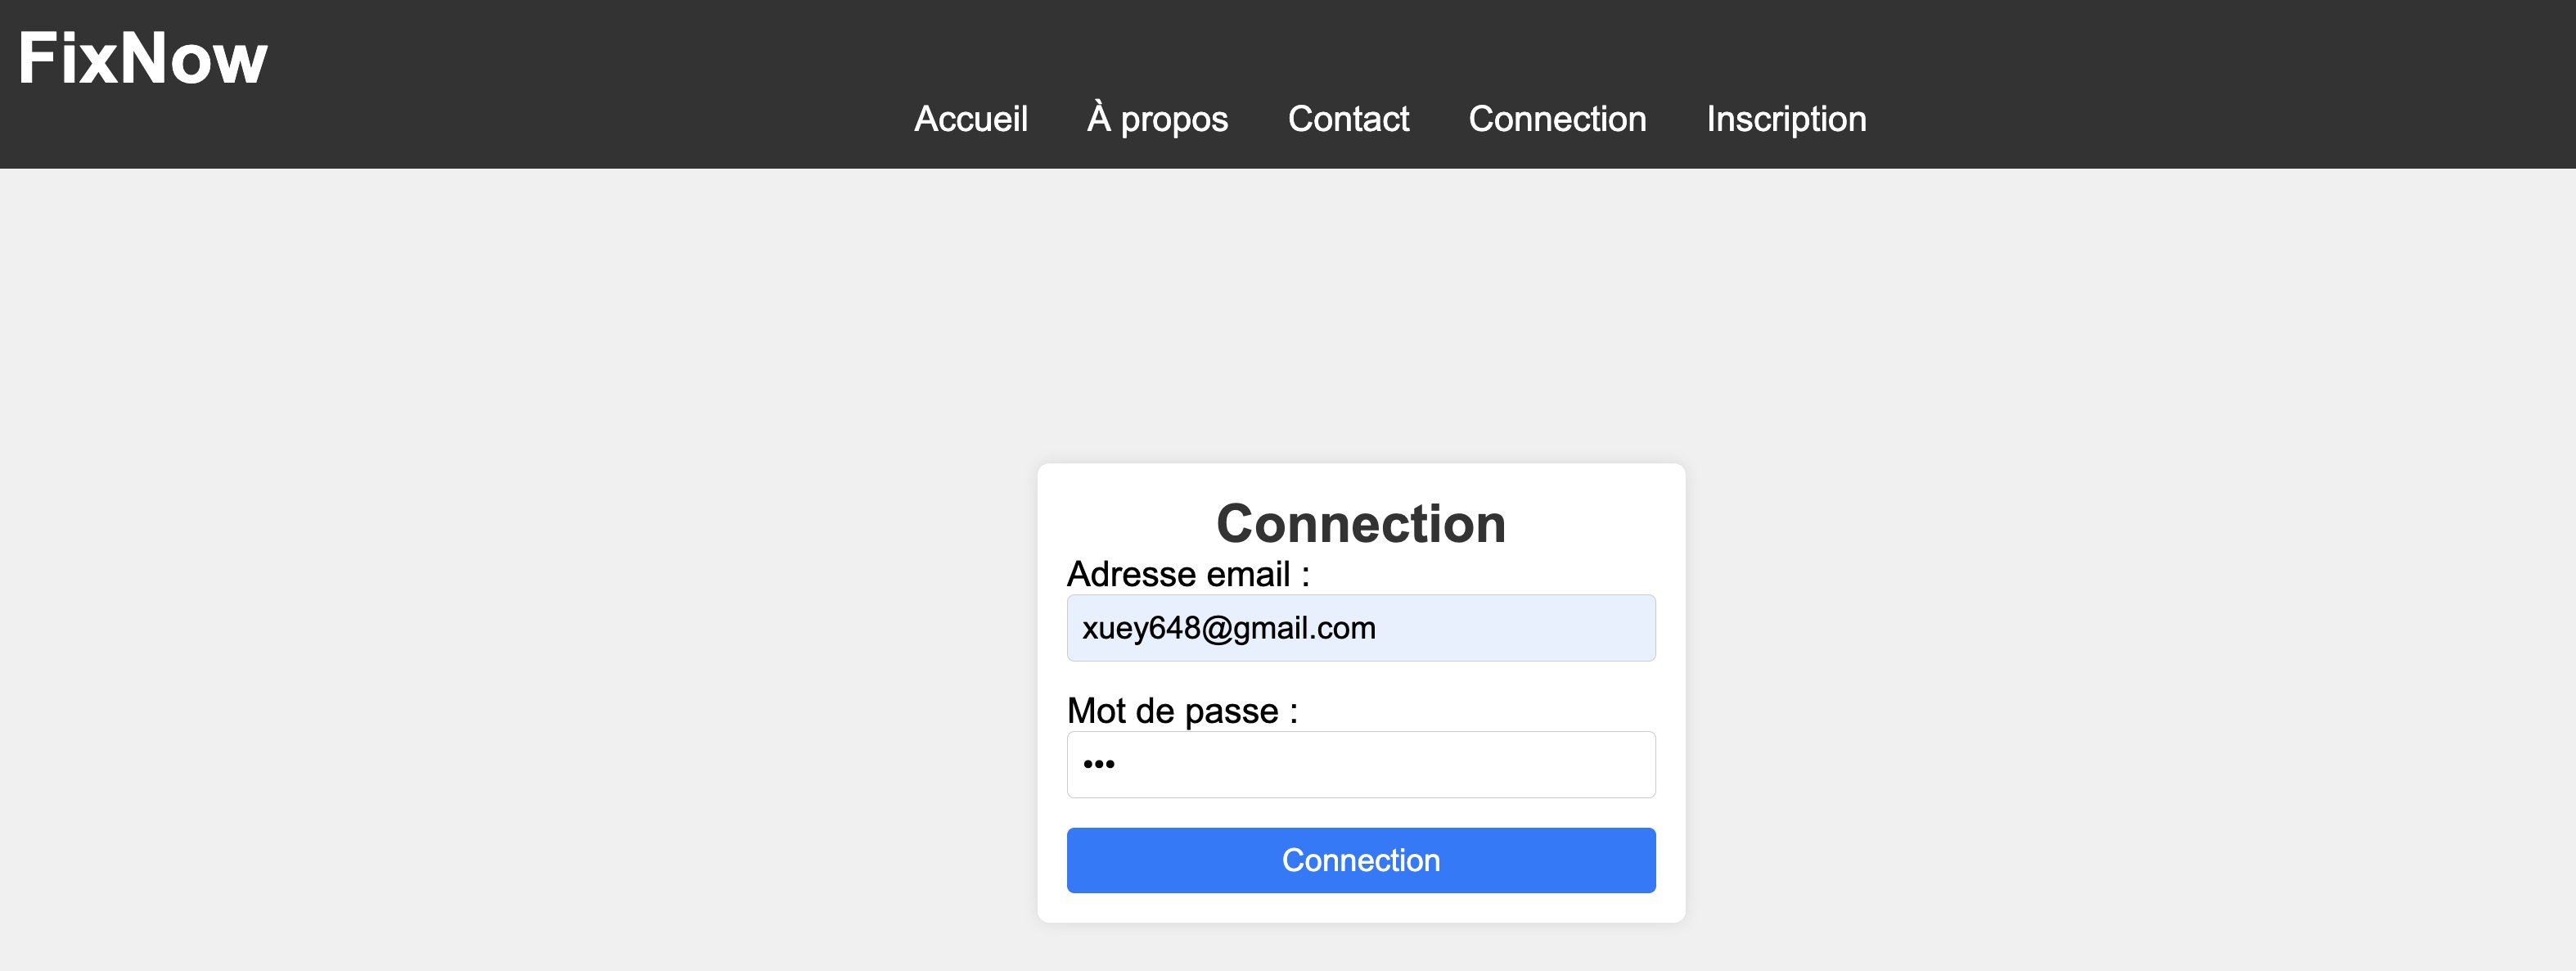 FixNow
Accueil À propos Contact Connection Inscription
Connection
Adresse email :
xuey648@gmail.com
Mot de passe :
•••
Connection